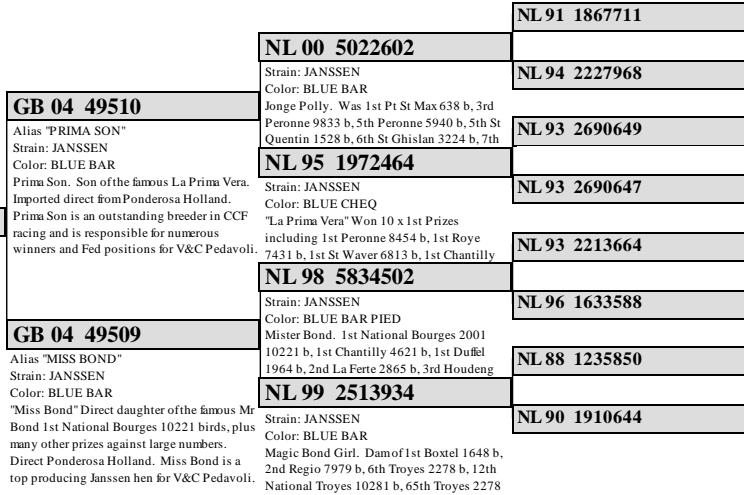 GB 04 49510
Alias "PRIMA SON"
Strain: JANSSEN
Color: BLUE BAR
Prima Son. Son of the famous La Prima Vera.
Imported direct from Ponderosa Holland.
Prima Son is an outstanding breeder in CCF
racing and is responsible for numerous
winners and Fed positions for V&C Pedavoli.
GB 04 49509
Alias "MISS BOND"
Strain: JANSSEN
Color: BLUE BAR
"Miss Bond" Direct daughter of the famous Mr
Bond 1st National Bourges 10221 birds, plus
many other prizes against large numbers.
Direct Ponderosa Holland. Miss Bond is a
top producing Janssen hen for V&C Pedavoli.
NL 00 5022602
Strain: JANSSEN
Color: BLUE BAR
Jonge Polly. Was 1st Pt St Max 638 b, 3rd
Peronne 9833 b, 5th Peronne 5940 b, 5th St
Quentin 1528 b, 6th St Ghislan 3224 b, 7th
NL 95 1972464
Strain: JANSSEN
Color: BLUE CHEQ
"La Prima Vera" Won 10 x 1st Prizes
including 1st Peronne 8454 b, 1st Roye
7431 b, 1st St Waver 6813 b, 1st Chantilly
NL 98 5834502
Strain: JANSSEN
Color: BLUE BAR PIED
Mister Bond. 1st National Bourges 2001
10221 b, 1st Chantilly 4621 b, 1st Duffel
1964 b, 2nd La Ferte 2865 b, 3rd Houdeng
NL 99 2513934
Strain: JANSSEN
Color: BLUE BAR
Magic Bond Girl. Dam of 1st Boxtel 1648 b,
2nd Regio 7979 b, 6th Troyes 2278 b, 12th
National Troyes 10281 b, 65th Troyes 2278
NL 91 1867711
NL 94 2227968
NL 93 2690649
NL 93 2690647
NL 93 2213664
NL 96 1633588
NL 88 1235850
NL 90 1910644